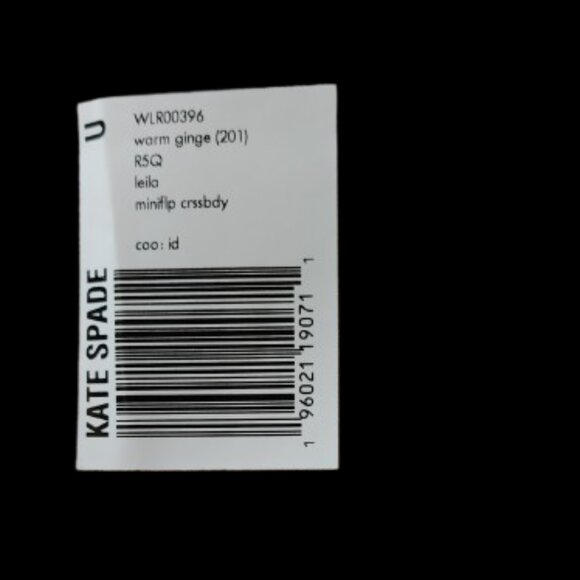 U
WLR00396
warm ginge (201)
R5Q
leila
miniflp crssbdy
coo: id
KATE SPADE
1 96021 19071 1